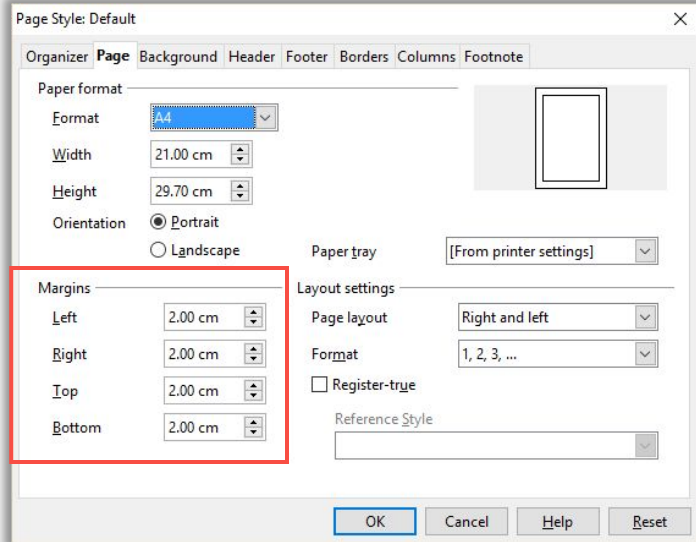 Page Style: Default
Organizer Page Background Header Footer Borders Columns Footnote
Paper format
Format A4
Width 21.00 cm
Height 29.70 cm
Orientation Portrait
Landscape
Paper tray [From printer settings]
Margins
Left 2.00 cm
Right 2.00 cm
Top 2.00 cm
Bottom 2.00 cm
Layout settings
Page layout Right and left
Format 1, 2, 3, ...
Register-true
Reference Style
OK Cancel Help Reset